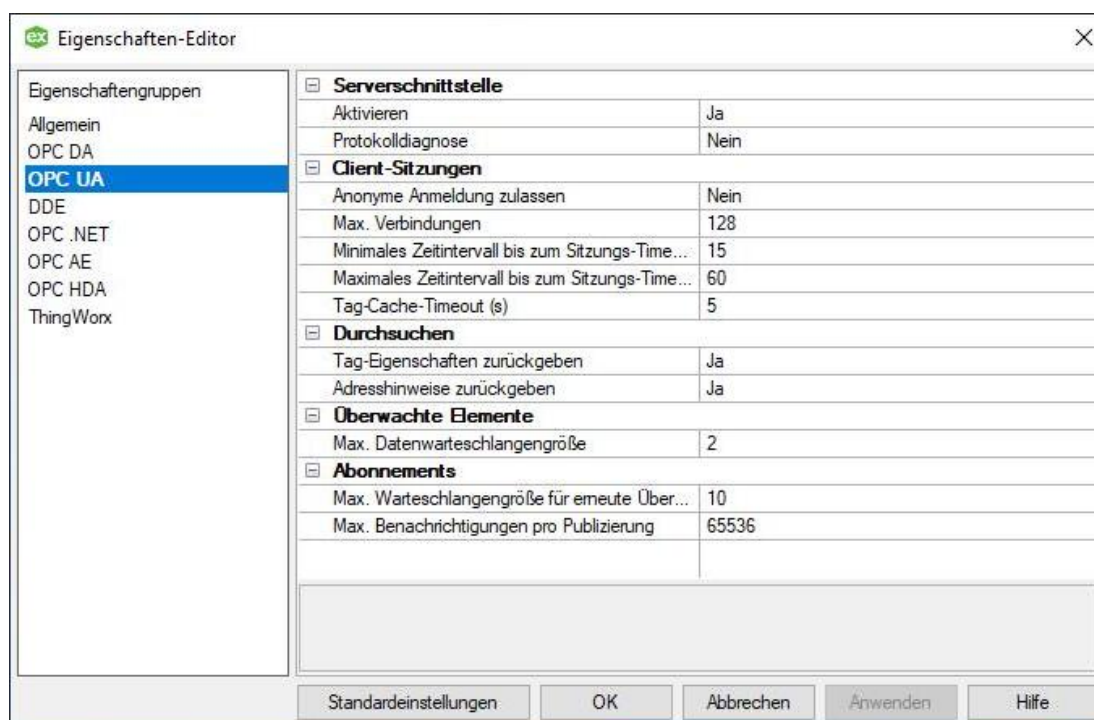 ex Eigenschaften-Editor
Eigenschaftengruppen
Allgemein
OPC DA
OPC UA
DDE
OPC .NET
OPC AE
OPC HDA
ThingWorx
Serverschnittstelle
Aktivieren Ja
Protokolldiagnose Nein
Client-Sitzungen
Anonyme Anmeldung zulassen Nein
Max. Verbindungen 128
Minimales Zeitintervall bis zum Sitzungs-Time... 15
Maximales Zeitintervall bis zum Sitzungs-Time... 60
Tag-Cache-Timeout (s) 5
Durchsuchen
Tag-Eigenschaften zurückgeben Ja
Adresshinweise zurückgeben Ja
Überwachte Elemente
Max. Datenwarteschlangengröße 2
Abonnements
Max. Warteschlangengröße für erneute Über... 10
Max. Benachrichtigungen pro Publizierung 65536
Standardeinstellungen OK Abbrechen Anwenden Hilfe